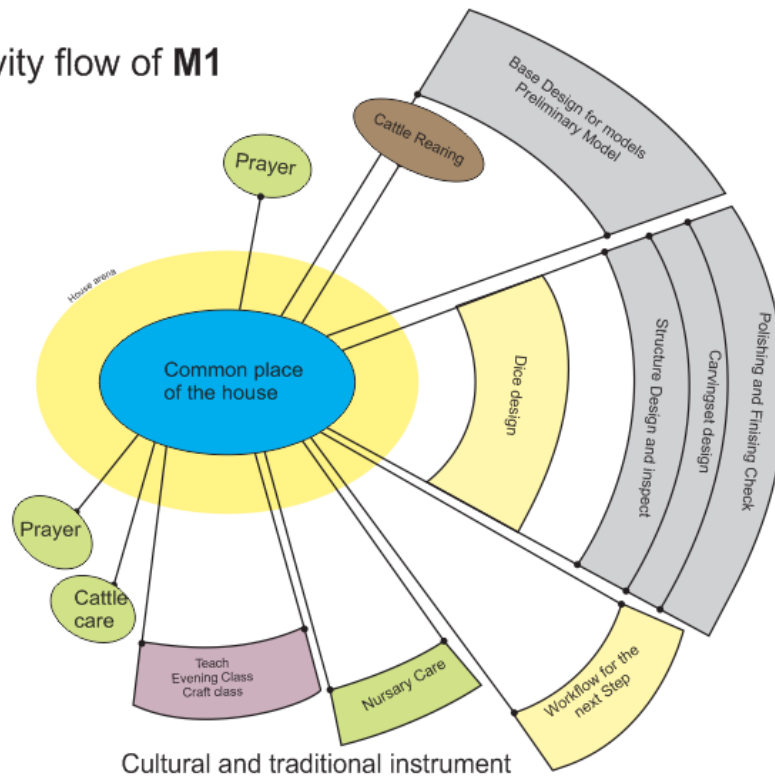 vity flow of M1
Base Design for models
Preliminary Model
Cattle Rearing
Prayer
House arena
Common place
of the house
Dice design
Structure Design and inspect
Carvingset design
Polishing and Finising Check
Prayer
Cattle
care
Teach
Evening Class
Craft class
Nursary Care
Workflow for the
next Step
Cultural and traditional instrument